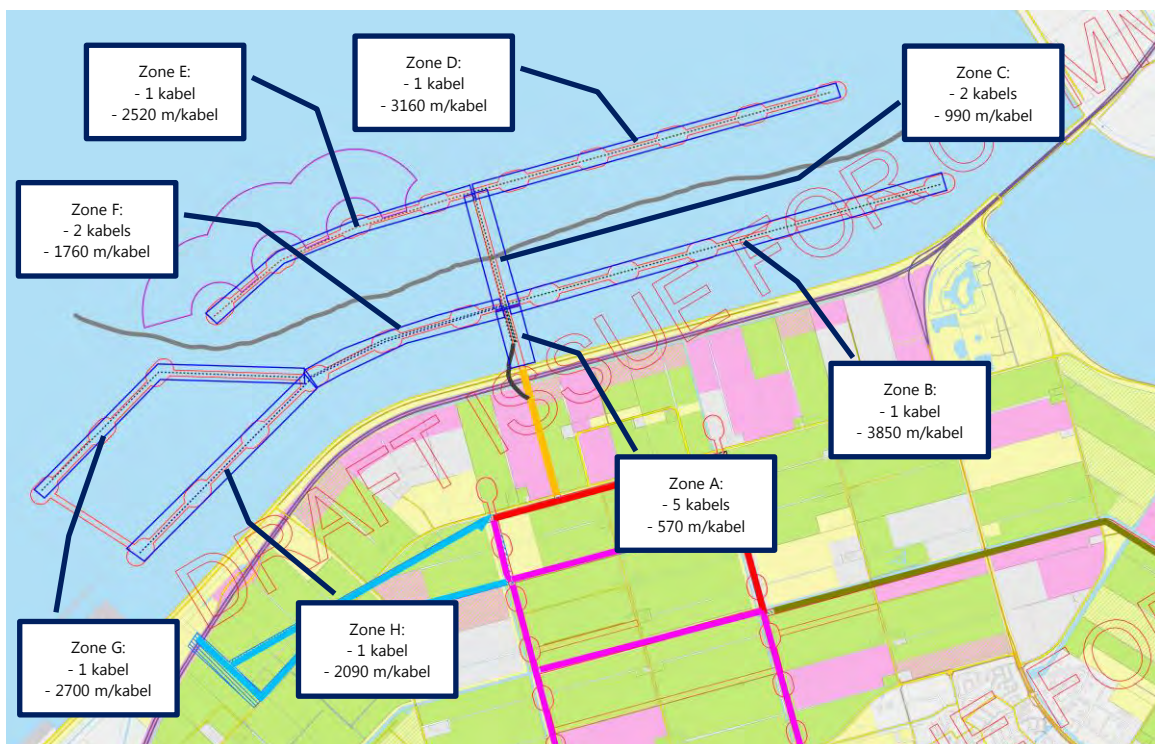 Zone E:
- 1 kabel
- 2520 m/kabel
Zone D:
- 1 kabel
- 3160 m/kabel
Zone C:
- 2 kabels
- 990 m/kabel
Zone F:
- 2 kabels
- 1760 m/kabel
Zone B:
- 1 kabel
- 3850 m/kabel
Zone A:
- 5 kabels
- 570 m/kabel
Zone G:
- 1 kabel
- 2700 m/kabel
Zone H:
- 1 kabel
- 2090 m/kabel
DRAFT ISSUE FOR